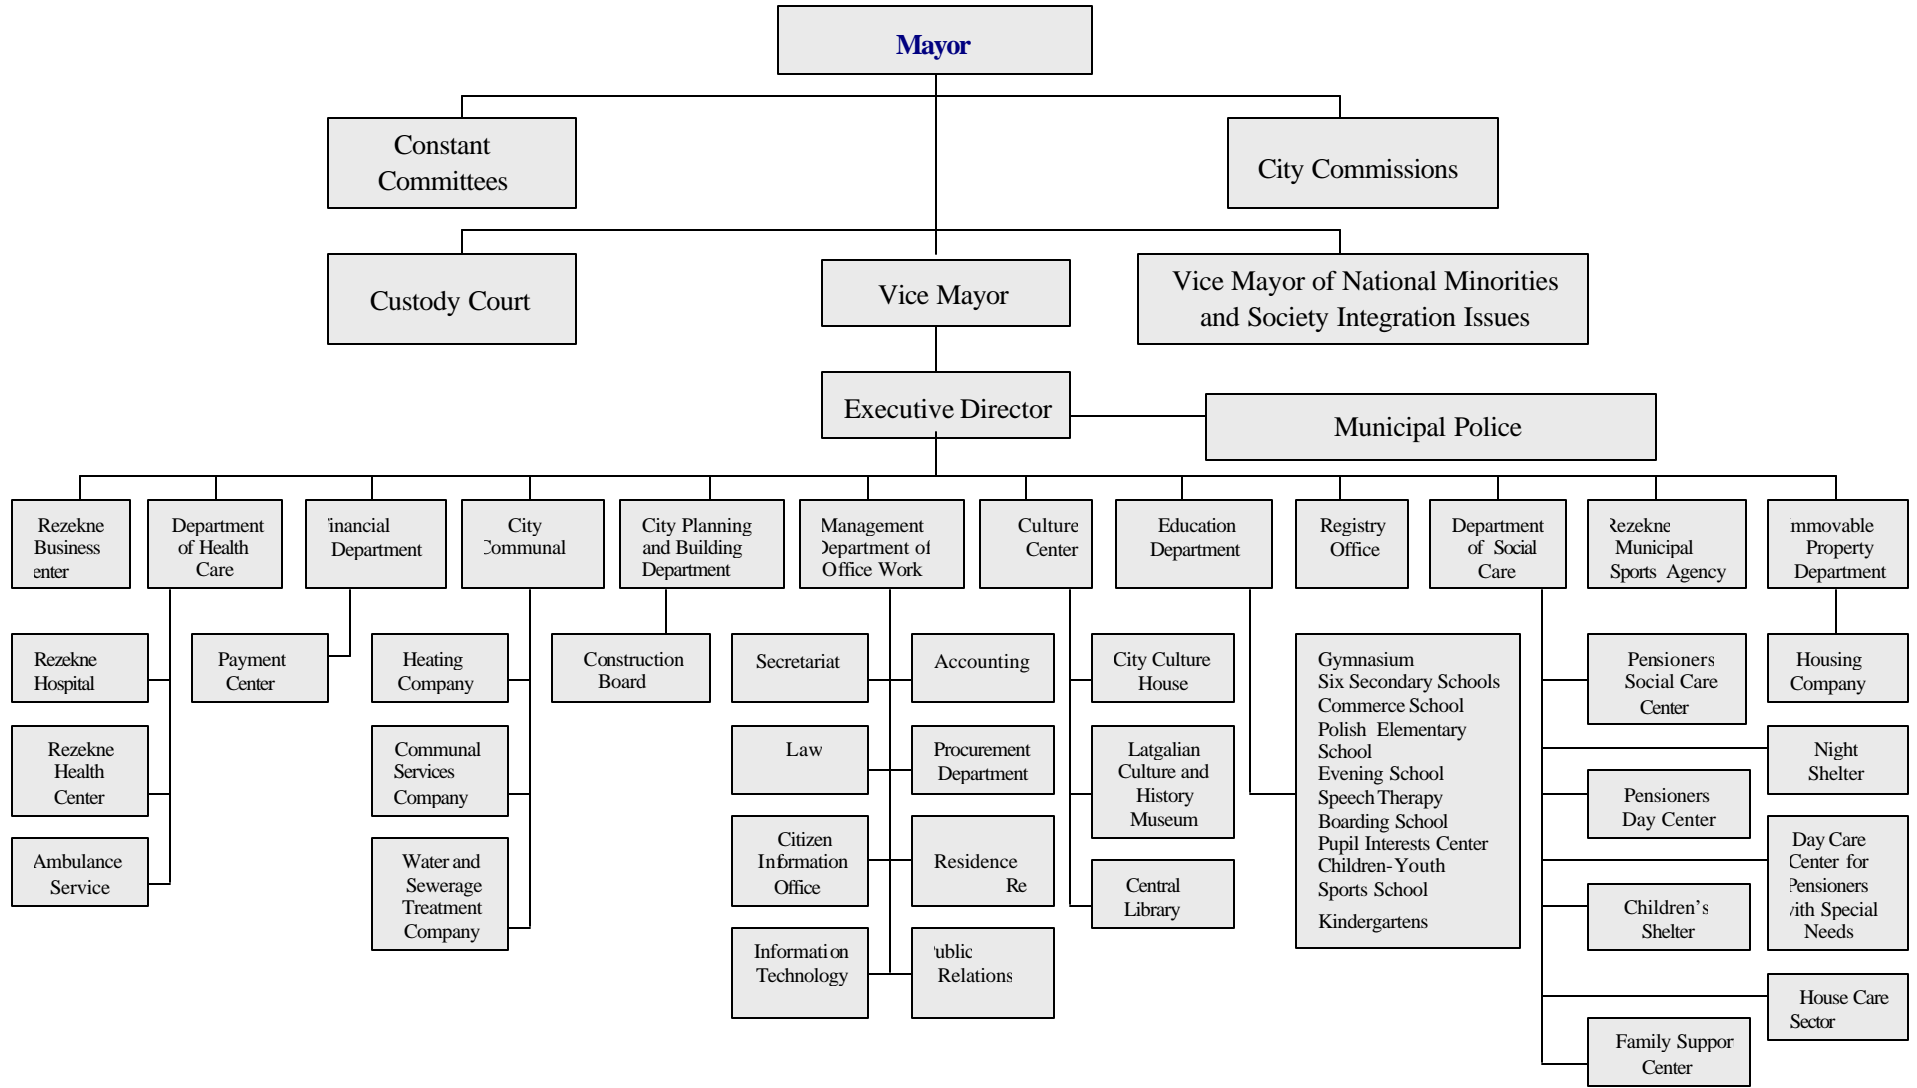 Mayor
Constant
Committees
City Commissions
Custody Court
Vice Mayor
Vice Mayor of National Minorities
and Society Integration Issues
Executive Director
Municipal Police
Rezekne
Business
enter
Department
of Health
Care
inancial
Department
City
Communal
City Planning
and Building
Department
Management
Department of
Office Work
Culture
Center
Education
Department
Registry
Office
Department
of Social
Care
Rezekne
Municipal
Sports Agency
mmovable
Property
Department
Rezekne
Hospital
Rezekne
Health
Center
Ambulance
Service
Payment
Center
Heating
Company
Communal
Services
Company
Water and
Sewerage
Treatment
Company
Construction
Board
Secretariat
Accounting
Law
Procurement
Department
Citizen
Information
Office
Residence
Re
Information
Technology
ublic
Relations
City Culture
House
Latgalian
Culture and
History
Museum
Central
Library
Gymnasium
Six Secondary Schools
Commerce School
Polish Elementary
School
Evening School
Speech Therapy
Boarding School
Pupil Interests Center
Children-Youth
Sports School
Kindergartens
Pensioners
Social Care
Center
Housing
Company
Night
Shelter
Pensioners
Day Center
Day Care
Center for
Pensioners
with Special
Needs
Children's
Shelter
House Care
Sector
Family Suppor
Center